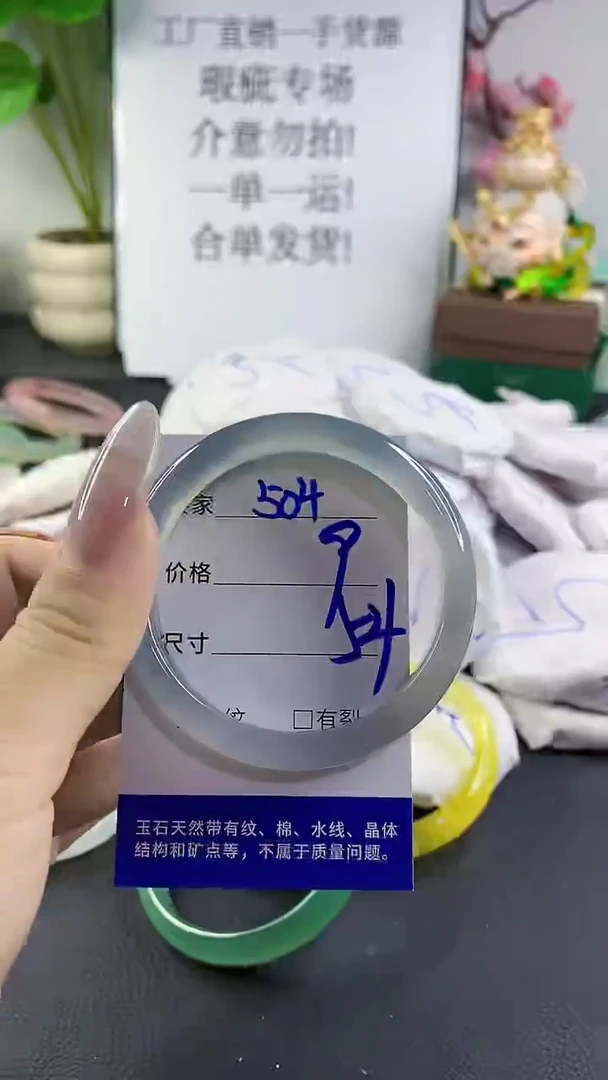 工厂直销一手货源
瑕疵专场
介意勿拍!
一单一运!
合单发货!
家 504
价格
尺寸 54
纹 □有裂
玉石天然带有纹、棉、水线、晶体
结构和矿点等，不属于质量问题。